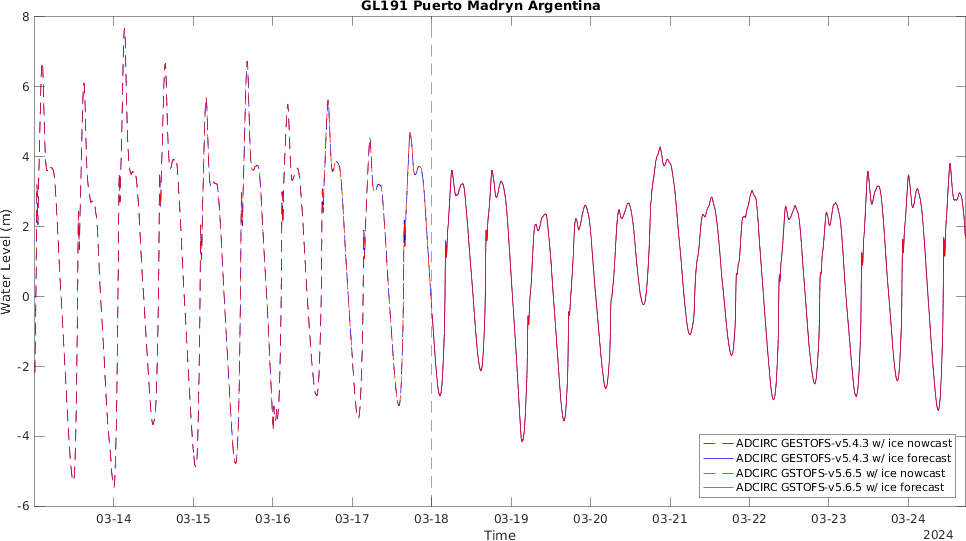 GL191 Puerto Madryn Argentina
8
6
4
2
0
-2
-4
-6
Water Level (m)
ADCIRC GESTOFS-v5.4.3 w/ ice nowcast
ADCIRC GESTOFS-v5.4.3 w/ ice forecast
ADCIRC GSTOFS-v5.6.5 w/ ice nowcast
ADCIRC GSTOFS-v5.6.5 w/ ice forecast
03-14 03-15 03-16 03-17 03-18 03-19 03-20 03-21 03-22 03-23 03-24
Time
2024